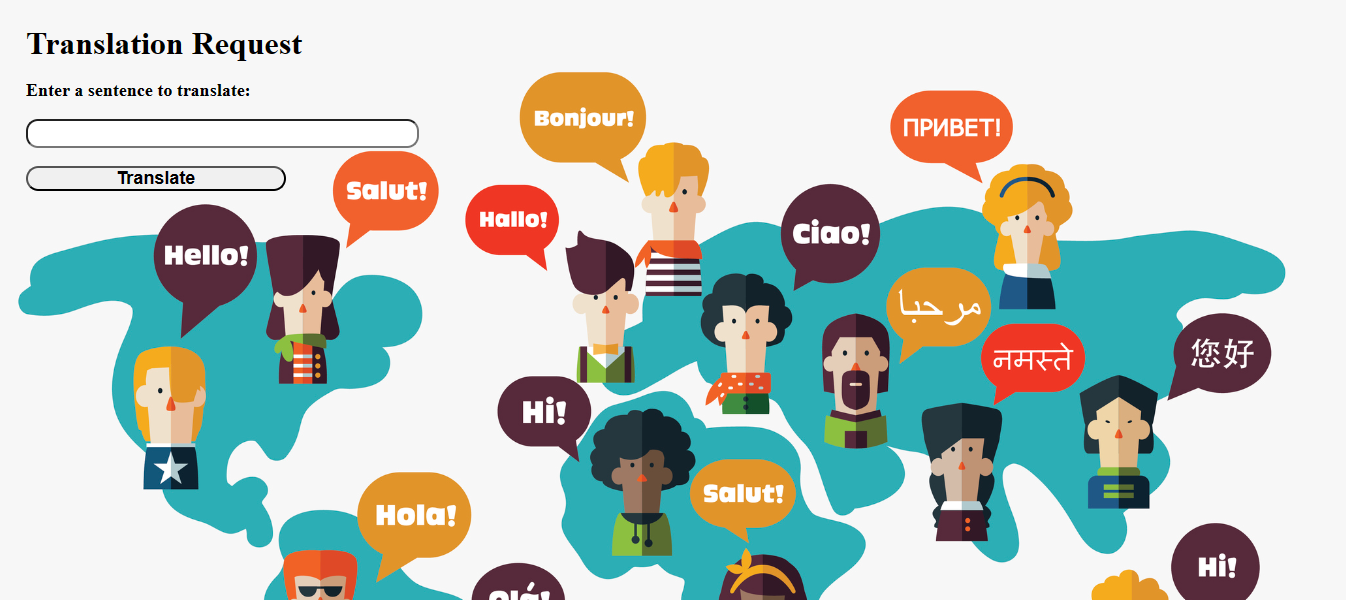 Translation Request
Enter a sentence to translate:
Translate
Bonjour!
ПРИВЕТ!
Salut!
Hallo!
Ciao!
Hello!
مرحبا
नमस्ते
您好
Hi!
Salut!
Hola!
Olá!
Hi!